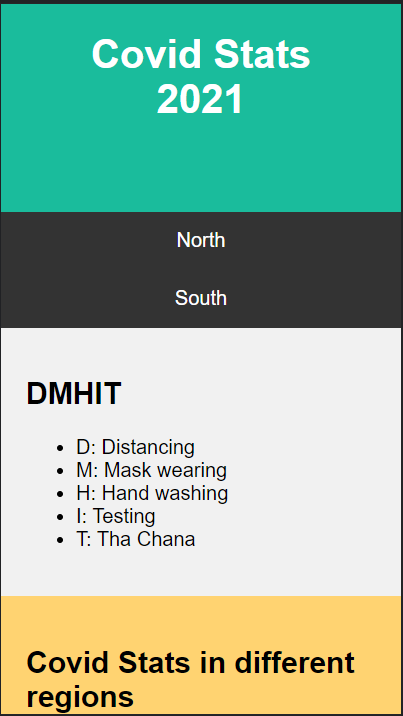 Covid Stats
2021
North
South
DMHIT
D: Distancing
M: Mask wearing
H: Hand washing
I: Testing
T: Tha Chana
Covid Stats in different
regions